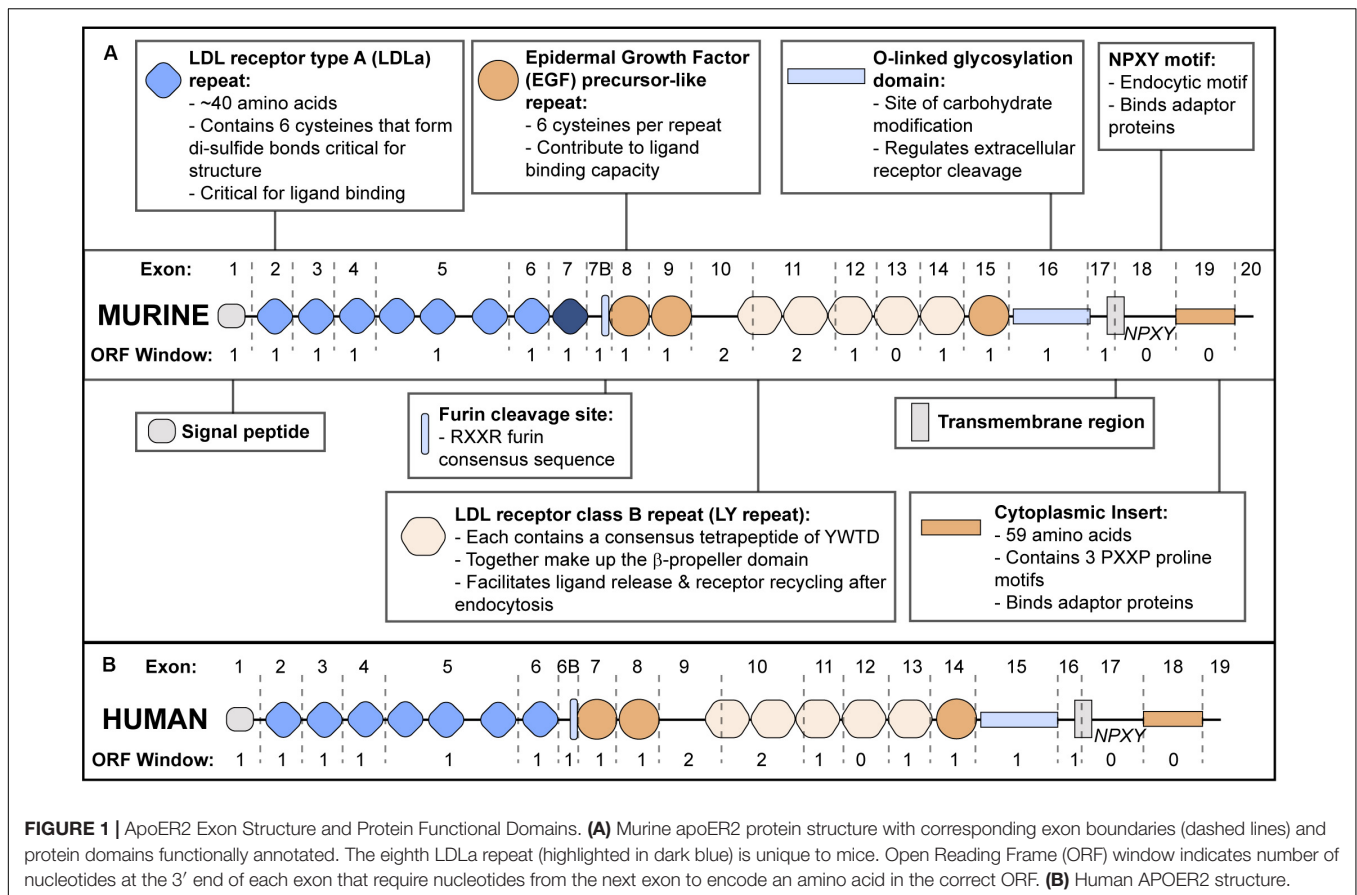 A
LDL receptor type A (LDLa)
repeat:
- ~40 amino acids
- Contains 6 cysteines that form
di-sulfide bonds critical for
structure
- Critical for ligand binding
Epidermal Growth Factor
(EGF) precursor-like
repeat:
- 6 cysteines per repeat
- Contribute to ligand
binding capacity
O-linked glycosylation
domain:
- Site of carbohydrate
modification
- Regulates extracellular
receptor cleavage
NPXY motif:
- Endocytic motif
- Binds adaptor
proteins
Exon: 1 2 3 4 5 6 7 7B 8 9 10 11 12 13 14 15 16 17 18 19 20
MURINE
NPXY
ORF Window: 1 1 1 1 1 1 1 1 1 1 2 2 1 0 1 1 1 1 0 0
Signal peptide
Furin cleavage site:
- RXXR furin
consensus sequence
Transmembrane region
LDL receptor class B repeat (LY repeat):
- Each contains a consensus tetrapeptide of YWTD
- Together make up the β-propeller domain
- Facilitates ligand release & receptor recycling after
endocytosis
Cytoplasmic Insert:
- 59 amino acids
- Contains 3 PXXP proline
motifs
- Binds adaptor proteins
B
Exon: 1 2 3 4 5 6 6B 7 8 9 10 11 12 13 14 15 16 17 18 19
HUMAN
NPXY
ORF Window: 1 1 1 1 1 1 1 1 1 2 2 1 0 1 1 1 1 0 0
FIGURE 1 | ApoER2 Exon Structure and Protein Functional Domains. (A) Murine apoER2 protein structure with corresponding exon boundaries (dashed lines) and
protein domains functionally annotated. The eighth LDLa repeat (highlighted in dark blue) is unique to mice. Open Reading Frame (ORF) window indicates number of
nucleotides at the 3′ end of each exon that require nucleotides from the next exon to encode an amino acid in the correct ORF. (B) Human APOER2 structure.